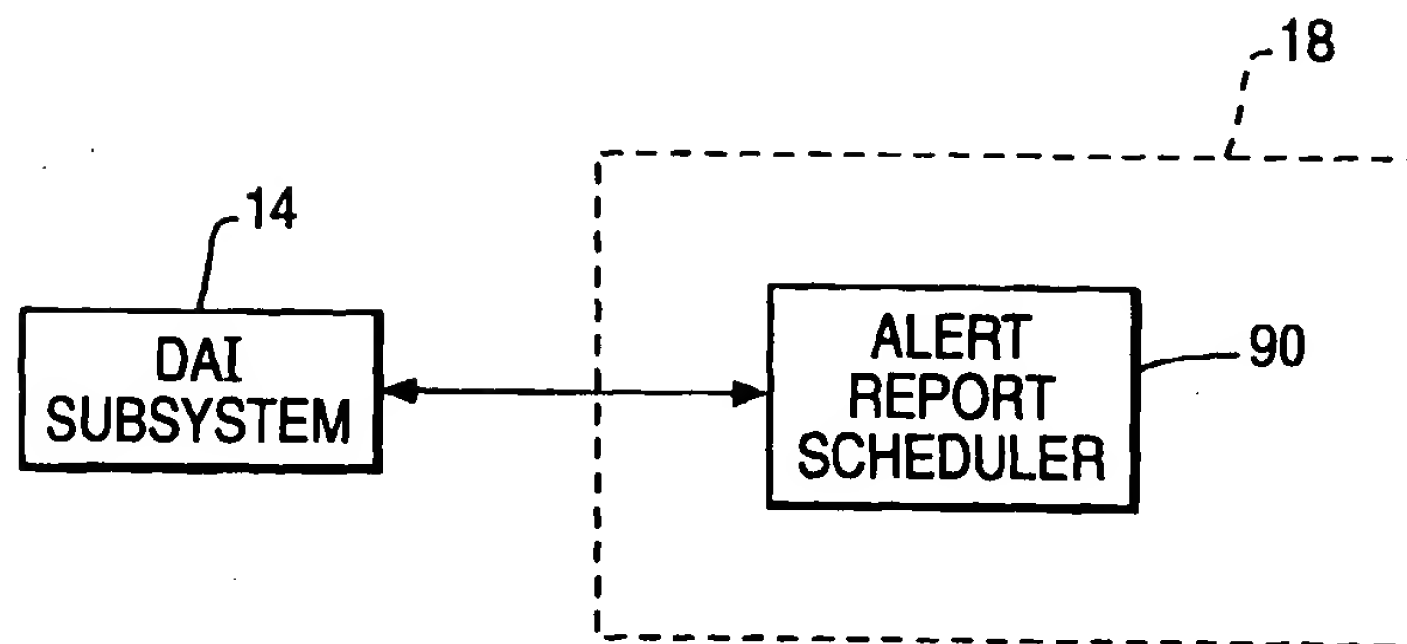 18
14
DAI
SUBSYSTEM
ALERT
REPORT
SCHEDULER
90